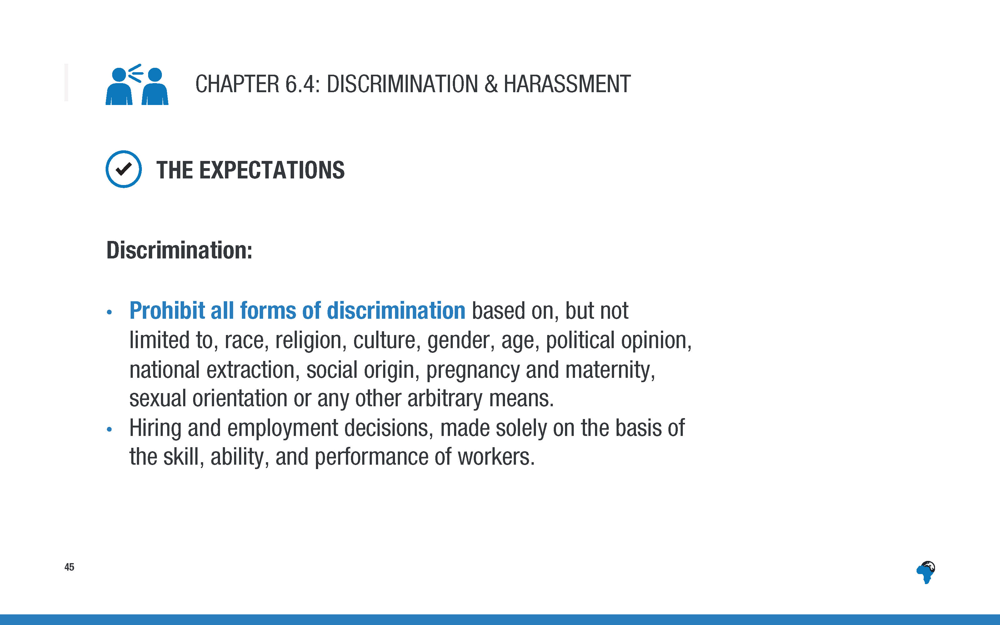 CHAPTER 6.4: DISCRIMINATION & HARASSMENT
THE EXPECTATIONS
Discrimination:
• Prohibit all forms of discrimination based on, but not
limited to, race, religion, culture, gender, age, political opinion,
national extraction, social origin, pregnancy and maternity,
sexual orientation or any other arbitrary means.
• Hiring and employment decisions, made solely on the basis of
the skill, ability, and performance of workers.
45